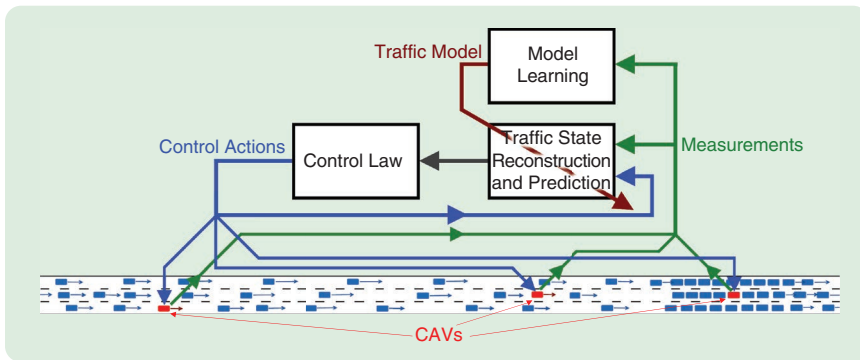 Traffic Model
Model
Learning
Control Actions
Control Law
Traffic State
Reconstruction
and Prediction
Measurements
CAVs